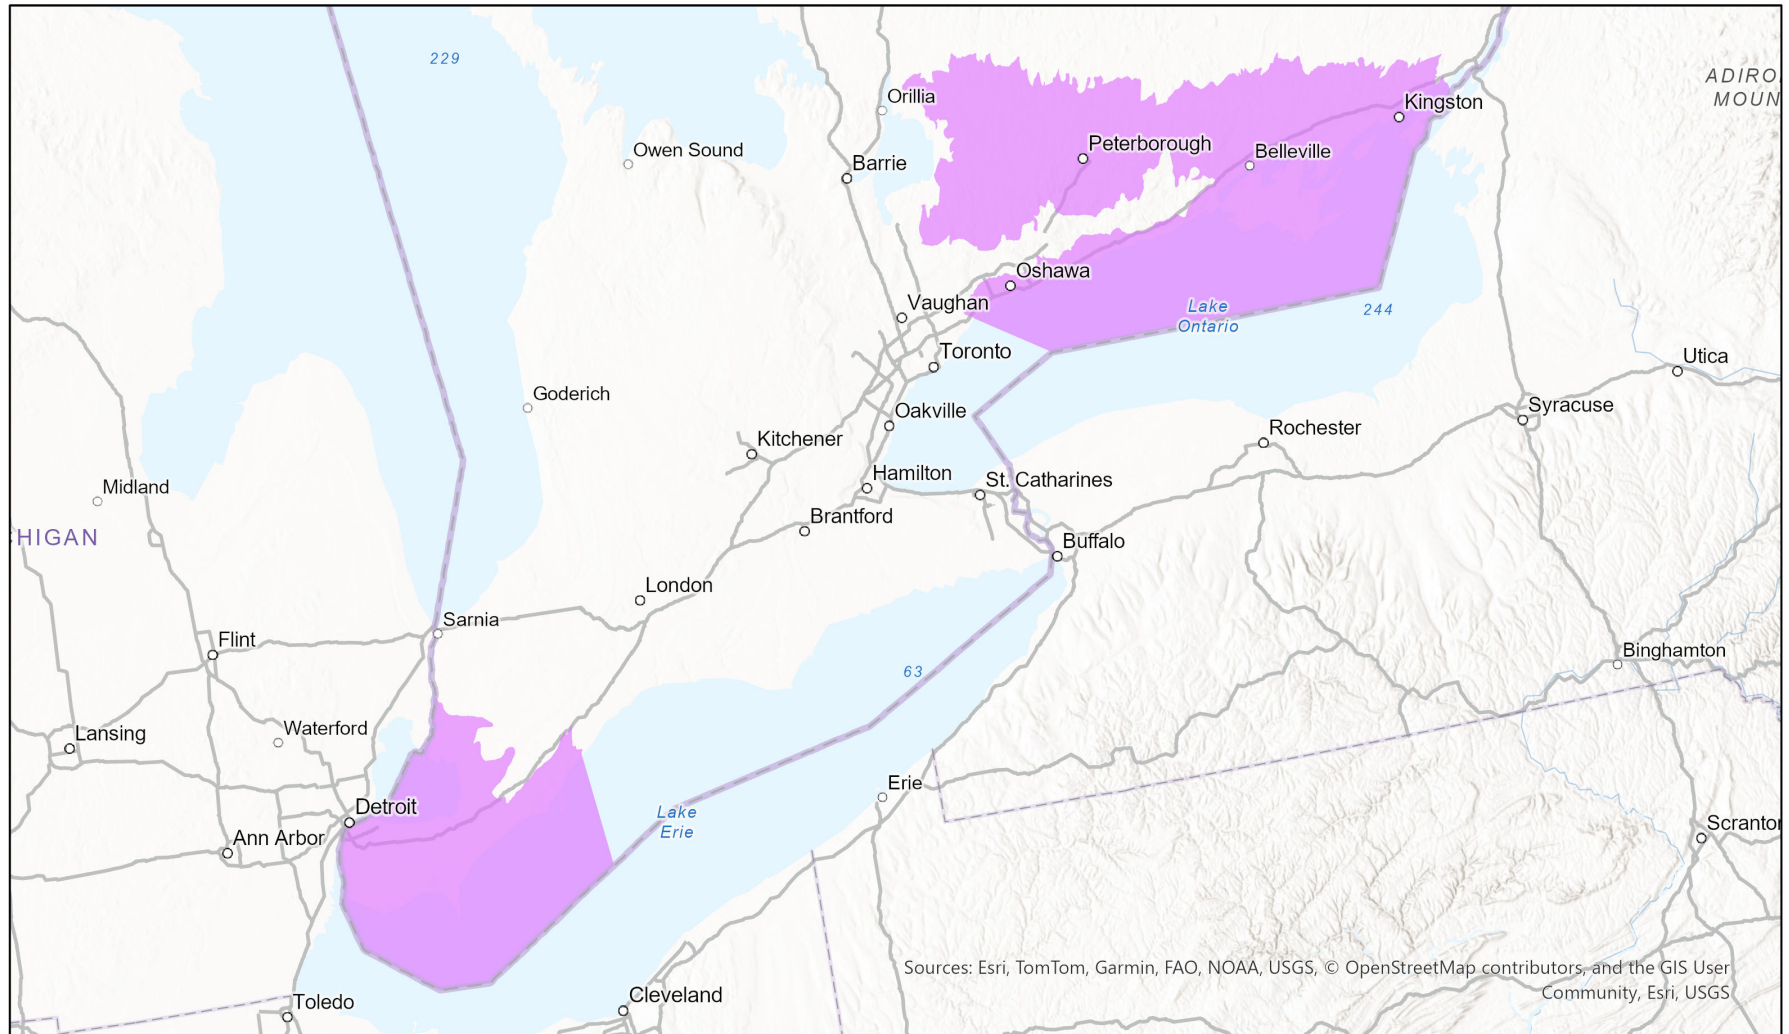 229
ADIRO
MOUN
Orillia
Kingston
Owen Sound
Peterborough
Belleville
Barrie
Oshawa
Vaughan
Lake
Ontario
244
Toronto
Utica
Goderich
Oakville
Syracuse
Kitchener
Rochester
Midland
Hamilton
St. Catharines
Brantford
HIGAN
Buffalo
London
Sarnia
Flint
Binghamton
63
Waterford
Lansing
Erie
Detroit
Lake
Erie
Scranton
Ann Arbor
Sources: Esri, TomTom, Garmin, FAO, NOAA, USGS, © OpenStreetMap contributors, and the GIS User
Community, Esri, USGS
Toledo
Cleveland